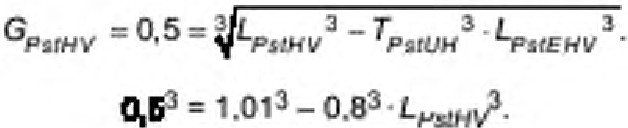 G_PstHV = 0,5 = ∛(L_PstHV³ − T_PstUH³ · L_PstEHV³).
0,5³ = 1.01³ − 0.8³ · L_PstHV³.